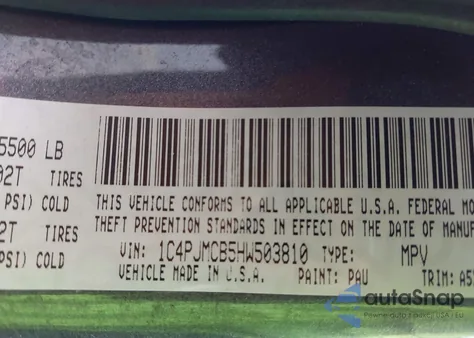 5500 LB
02T TIRES
PSI) COLD
2T TIRES
PSI) COLD
THIS VEHICLE CONFORMS TO ALL APPLICABLE U.S.A. FEDERAL MO
THEFT PREVENTION STANDARDS IN EFFECT ON THE DATE OF MANUF
VIN: 1C4PJMCB5HW503810 TYPE: MPV
VEHICLE MADE IN U.S.A. PAINT: PAU TRIM: A5
autoSnap